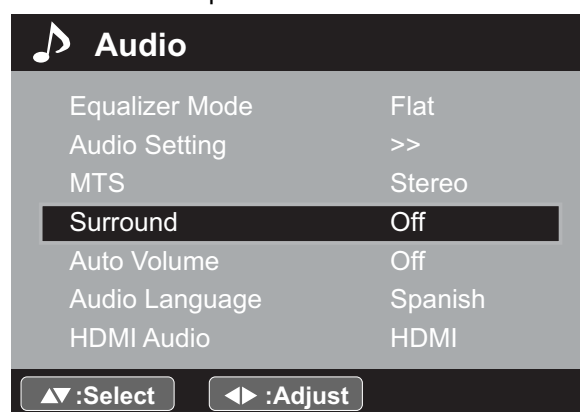 Audio
Equalizer Mode Flat
Audio Setting >>
MTS Stereo
Surround Off
Auto Volume Off
Audio Language Spanish
HDMI Audio HDMI
▲▼:Select ◀▶ :Adjust